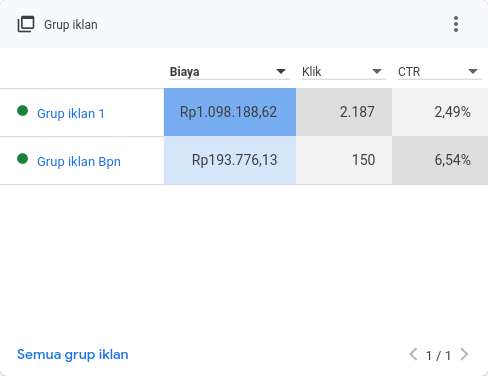 Grup iklan
Biaya Klik CTR
Grup iklan 1 Rp1.098.188,62 2.187 2,49%
Grup iklan Bpn Rp193.776,13 150 6,54%
Semua grup iklan 1 / 1